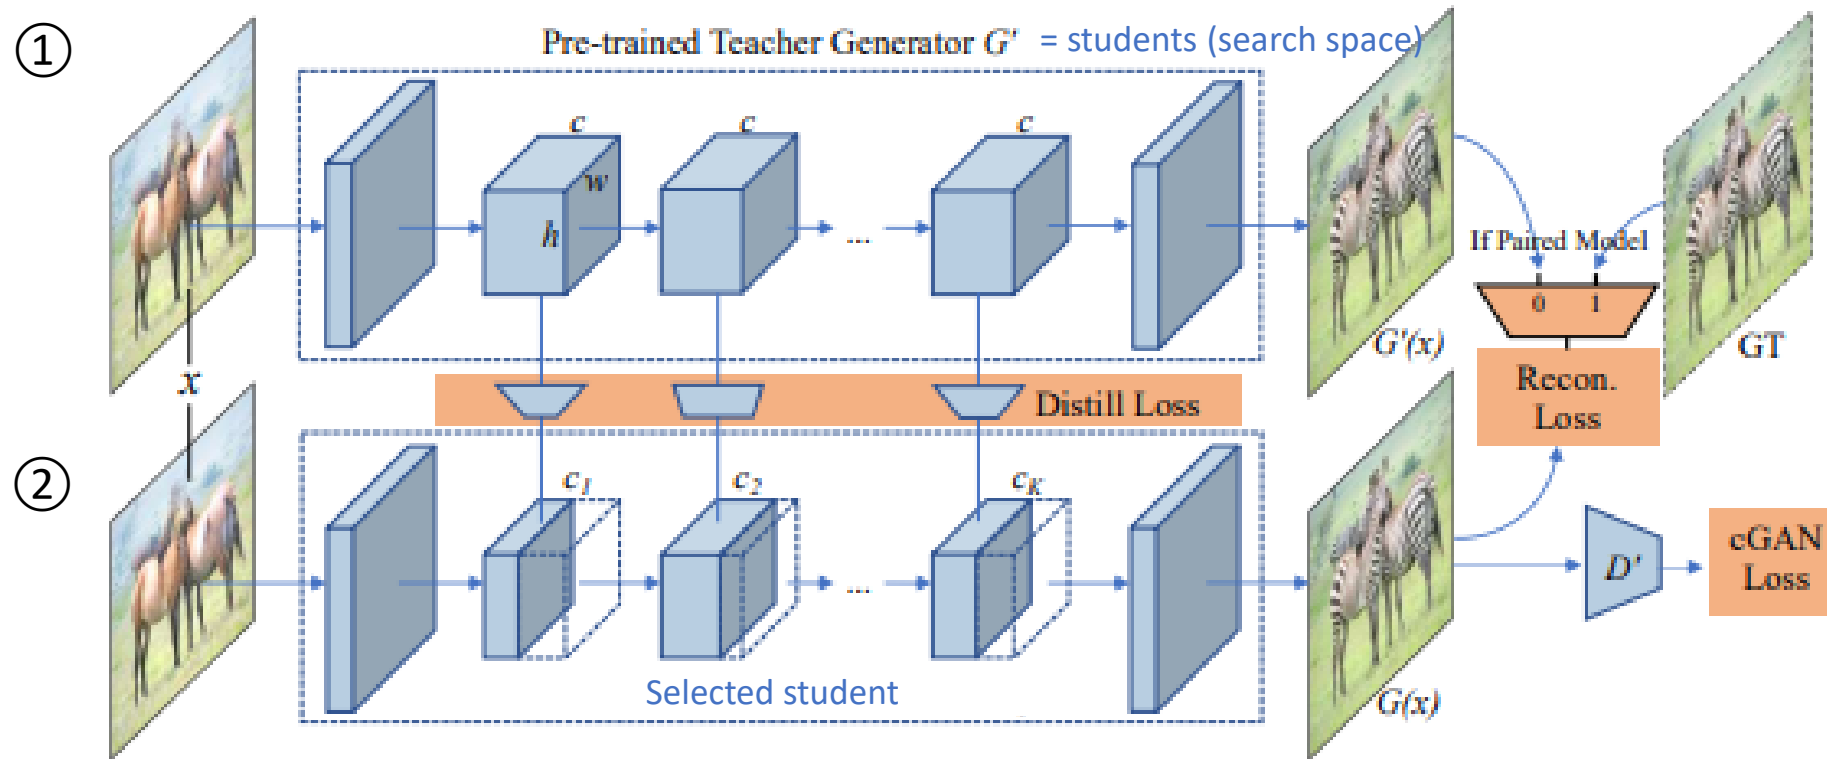 ①
Pre-trained Teacher Generator G' = students (search space)
c c c
w
h
...
If Paired Model
0 1
G'(x)
GT
x
Distill Loss
Recon.
Loss
②
c1 c2 cK
...
Selected student
G(x)
D'
cGAN
Loss